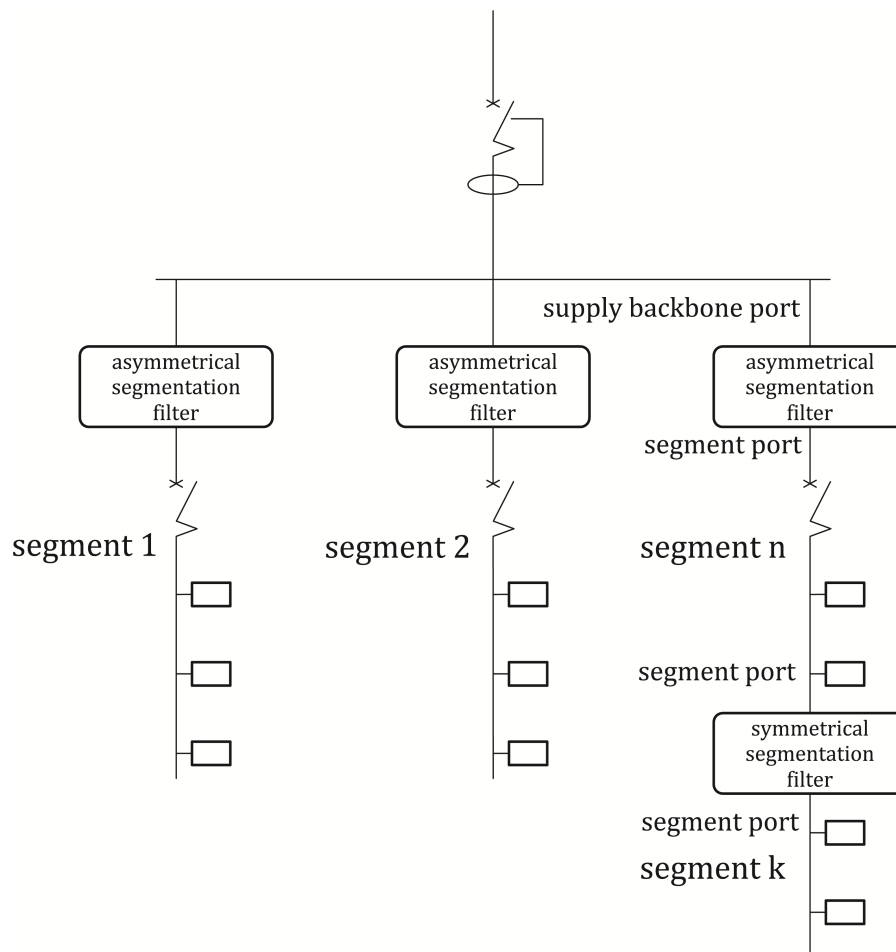 supply backbone port
asymmetrical
segmentation
filter
asymmetrical
segmentation
filter
asymmetrical
segmentation
filter
segment port
segment 1
segment 2
segment n
segment port
symmetrical
segmentation
filter
segment port
segment k